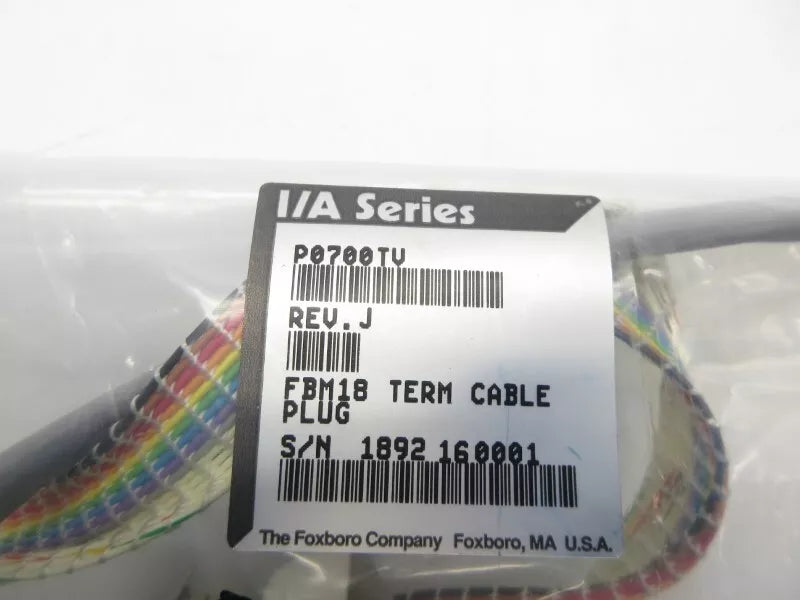 I/A Series
P0700TV
REV.J
FBM18 TERM CABLE
PLUG
S/N 1892 160001
The Foxboro Company Foxboro, MA U.S.A.